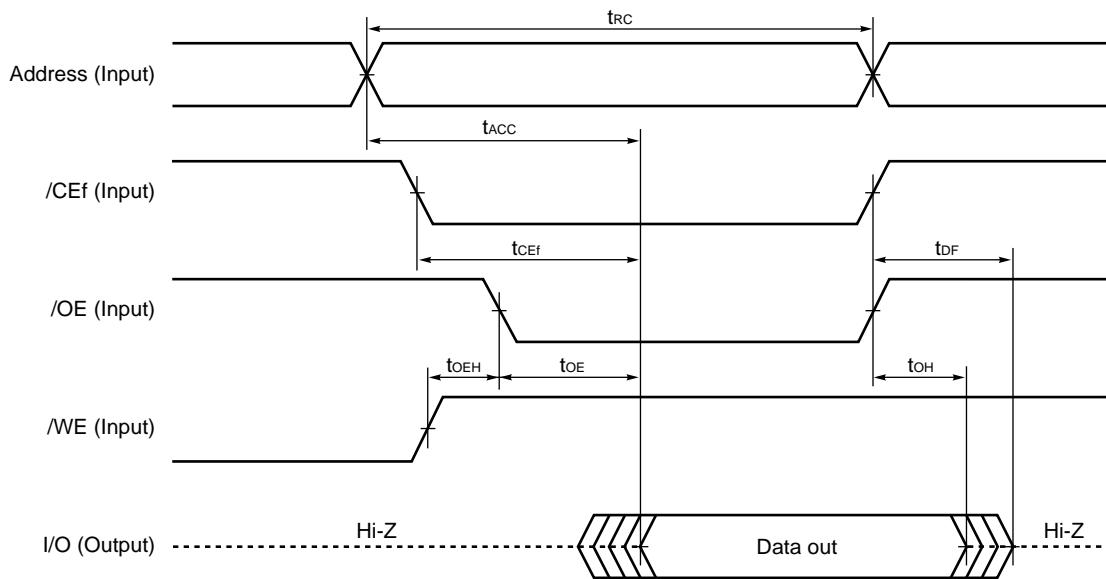 tRC
Address (Input)
tACC
/CEf (Input)
tCEf
tDF
/OE (Input)
tOEH
tOE
tOH
/WE (Input)
Hi-Z
I/O (Output)
Data out
Hi-Z